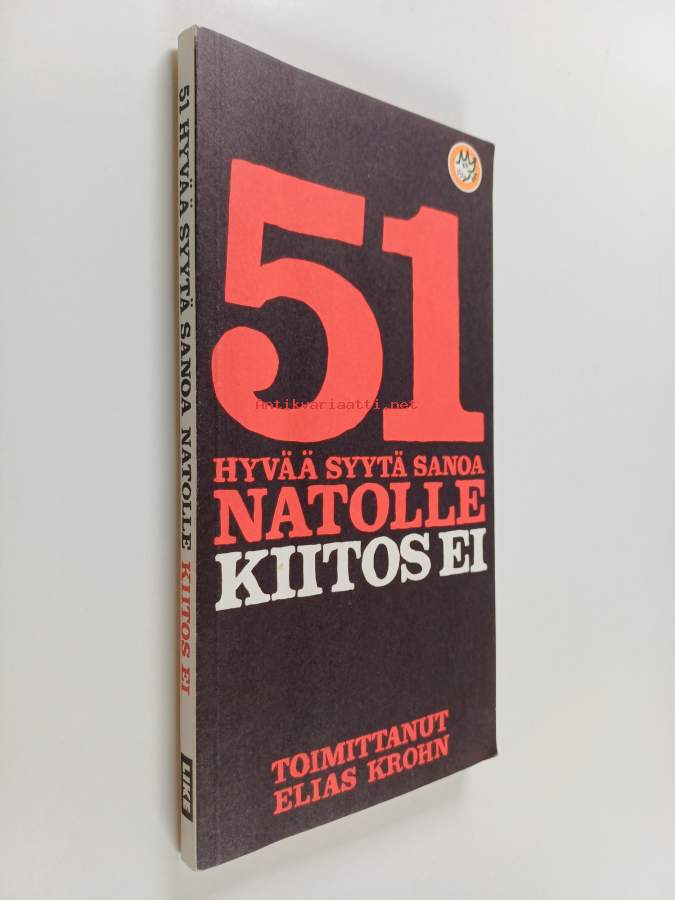 51 HYVÄÄ SYYTÄ SANOA NATOLLE KIITOS EI
LIKE
51
Antikvariaatti.net
HYVÄÄ SYYTÄ SANOA
NATOLLE
KIITOS EI
TOIMITTANUT
ELIAS KROHN